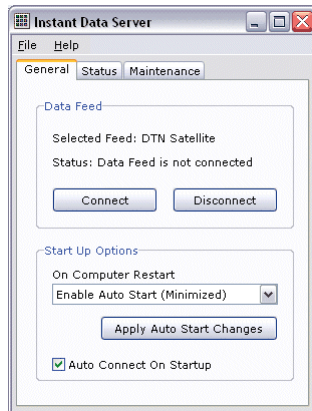 Instant Data Server
File Help
General Status Maintenance
Data Feed
Selected Feed: DTN Satellite
Status: Data Feed is not connected
Connect Disconnect
Start Up Options
On Computer Restart
Enable Auto Start (Minimized)
Apply Auto Start Changes
Auto Connect On Startup